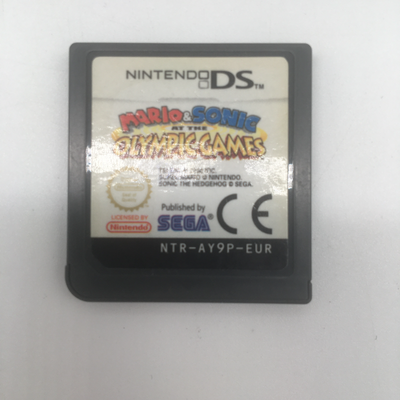 NINTENDO DS™
MARIO & SONIC
AT THE
OLYMPIC GAMES
SUPER MARIO © NINTENDO.
SONIC THE HEDGEHOG © SEGA.
LICENSED BY
Nintendo
Published by
SEGA
CE
NTR-AY9P-EUR